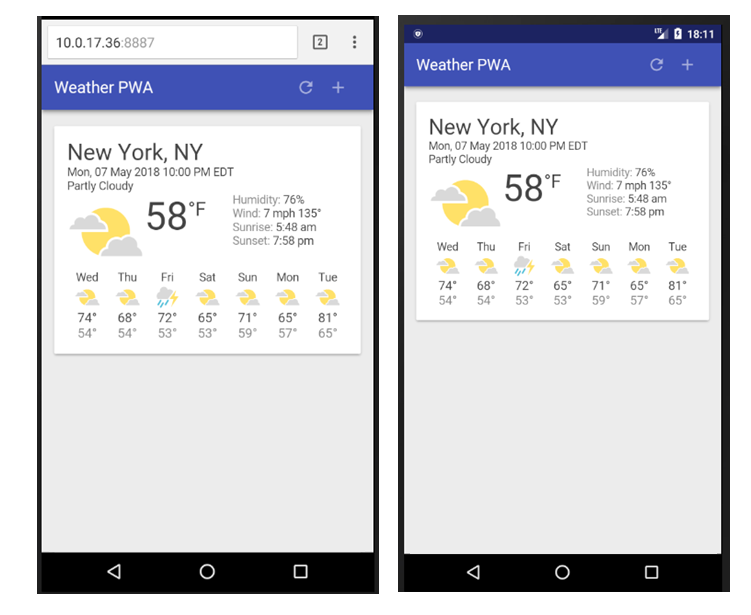 10.0.17.36:8887
2
Weather PWA
New York, NY
Mon, 07 May 2018 10:00 PM EDT
Partly Cloudy
58°F
Humidity: 76%
Wind: 7 mph 135°
Sunrise: 5:48 am
Sunset: 7:58 pm
Wed Thu Fri Sat Sun Mon Tue
74° 68° 72° 65° 71° 65° 81°
54° 54° 53° 53° 59° 57° 65°
LTE 18:11
Weather PWA
New York, NY
Mon, 07 May 2018 10:00 PM EDT
Partly Cloudy
58°F
Humidity: 76%
Wind: 7 mph 135°
Sunrise: 5:48 am
Sunset: 7:58 pm
Wed Thu Fri Sat Sun Mon Tue
74° 68° 72° 65° 71° 65° 81°
54° 54° 53° 53° 59° 57° 65°